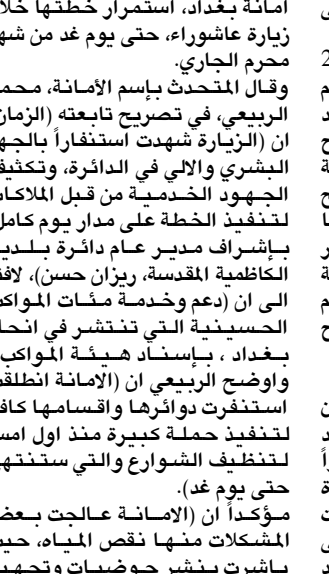 امانة بغداد، استمرار خطتها خلال
زيارة عاشوراء، حتى يوم غد من شهر
محرم الجاري.
وقال المتحدث بإسم الأمانة، محمد
الربيعي، في تصريح تابعته (الزمان)
ان (الزيارة شهدت استنفاراً بالجهد
البشري والالي في الدائرة، وتكثيف
الجهود الخدمية من قبل الملاكات
لتنفيذ الخطة على مدار يوم كامل
بإشراف مدير عام دائرة بلدية
الكاظمية المقدسة، ريزان حسن)، لافتا
الى ان (دعم وخدمة مئات المواكب
الحسينية التي تنتشر في انحاء
بغداد ، بإسناد هيئة المواكب
واوضح الربيعي ان (الامانة انطلقت
استنفرت دوائرها واقسامها كافة
لتنفيذ حملة كبيرة منذ اول امس
لتنظيف الشوارع والتي ستنتهي
حتى يوم غد).
مؤكداً ان (الامانة عالجت بعض
المشكلات منها نقص المياه، حيث
باشرت بنشر حوضيات وتجهيز